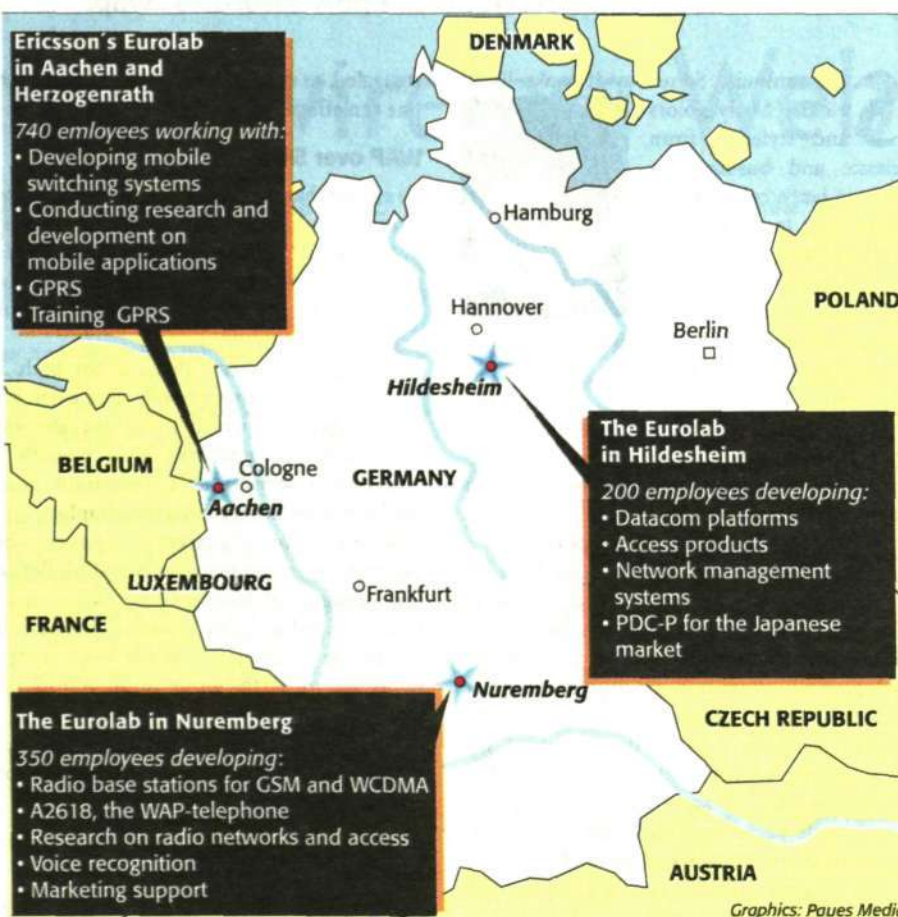 Ericsson´s Eurolab
in Aachen and
Herzogenrath
740 emloyees working with:
• Developing mobile
switching systems
• Conducting research and
development on
mobile applications
• GPRS
• Training GPRS
DENMARK
Hamburg
Hannover
Berlin
POLAND
Hildesheim
BELGIUM
Cologne
Aachen
GERMANY
LUXEMBOURG
Frankfurt
FRANCE
The Eurolab
in Hildesheim
200 employees developing:
• Datacom platforms
• Access products
• Network management
systems
• PDC-P for the Japanese
market
Nuremberg
CZECH REPUBLIC
The Eurolab in Nuremberg
350 employees developing:
• Radio base stations for GSM and WCDMA
• A2618, the WAP-telephone
• Research on radio networks and access
• Voice recognition
• Marketing support
AUSTRIA
Graphics: Paues Media